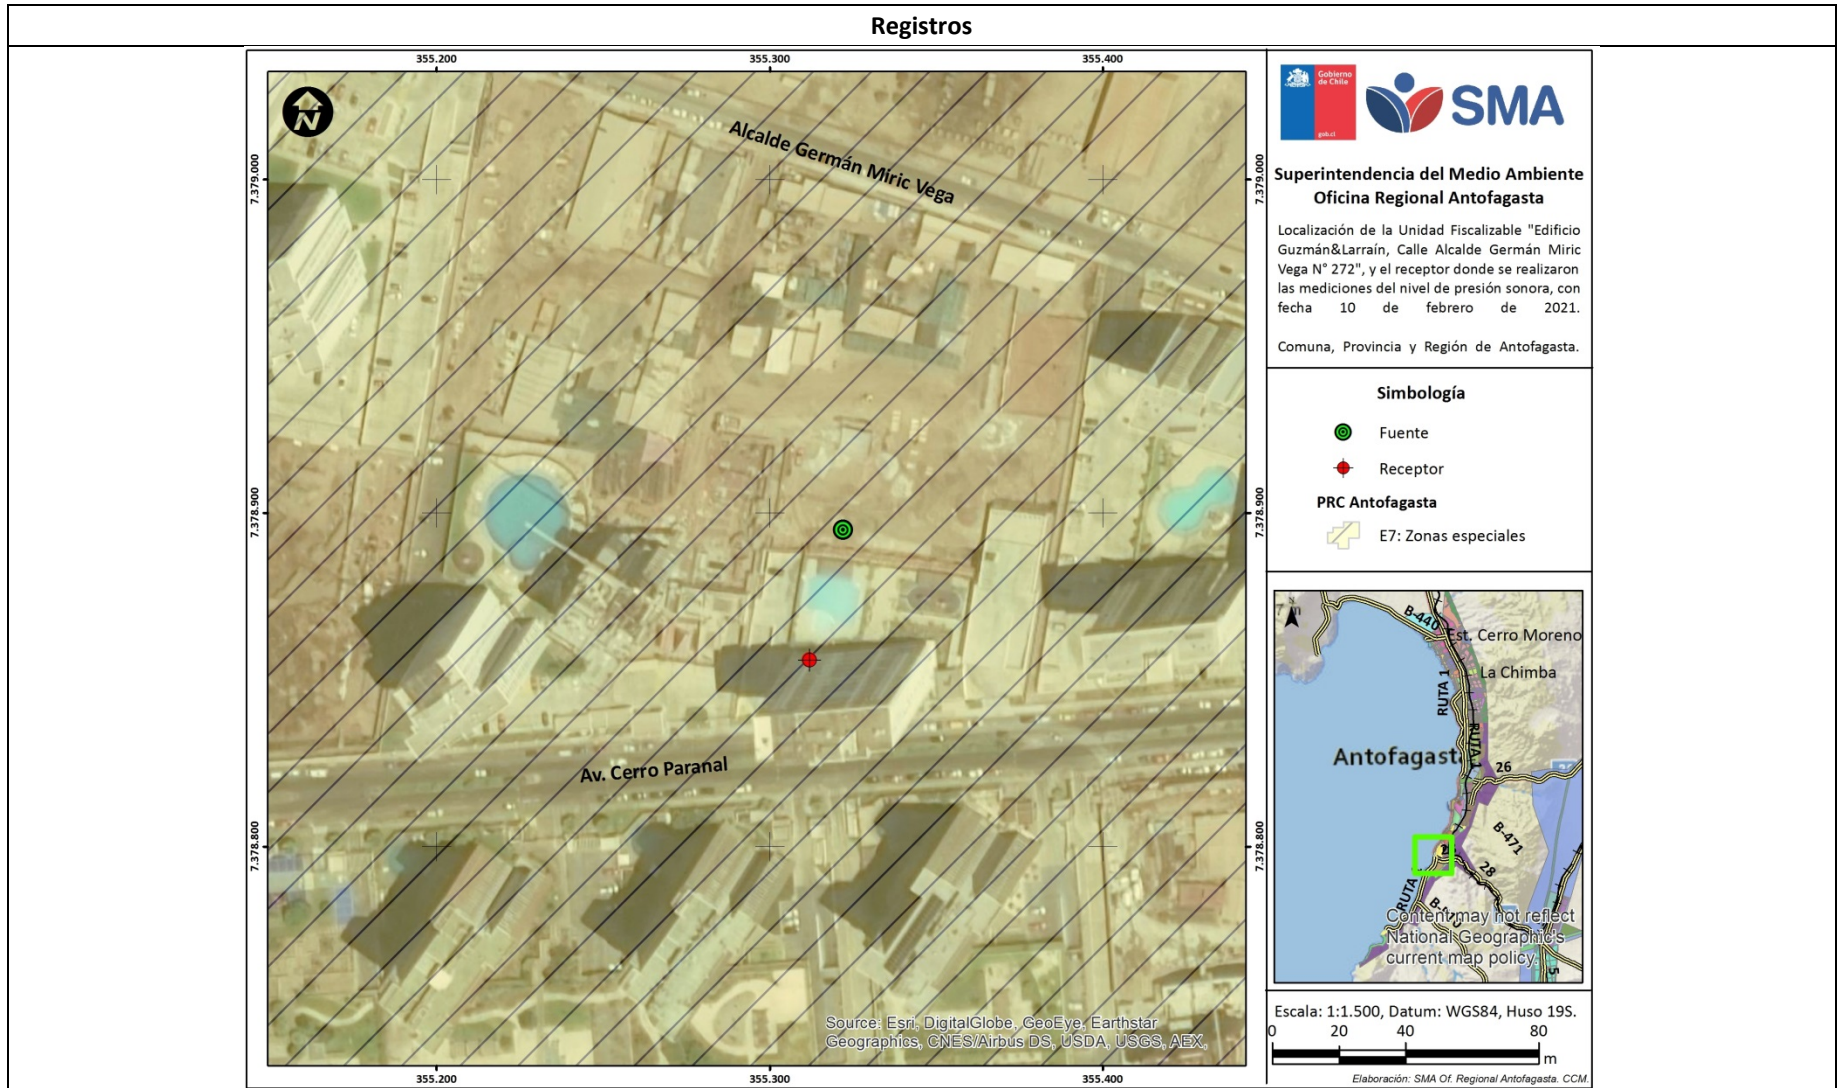 Registros
355.200 355.300 355.400
N
Alcalde Germán Miric Vega
7.379.000 7.379.000
7.378.900 7.378.900
7.378.800 7.378.800
Av. Cerro Paranal
Source: Esri, DigitalGlobe, GeoEye, Earthstar
Geographics, CNES/Airbus DS, USDA, USGS, AEX,
355.200 355.300 355.400
Gobierno
de Chile
gob.cl
SMA
Superintendencia del Medio Ambiente
Oficina Regional Antofagasta
Localización de la Unidad Fiscalizable "Edificio
Guzmán&Larraín, Calle Alcalde Germán Miric
Vega N° 272", y el receptor donde se realizaron
las mediciones del nivel de presión sonora, con
fecha 10 de febrero de 2021.
Comuna, Provincia y Región de Antofagasta.
Simbología
Fuente
Receptor
PRC Antofagasta
E7: Zonas especiales
N
B-440
Est. Cerro Moreno
La Chimba
RUTA 1
RUTA 1
Antofagasta
26
B-471
28
RUTA
5
Content may not reflect
National Geographic's
current map policy.
Escala: 1:1.500, Datum: WGS84, Huso 19S.
0 20 40 80
m
Elaboración: SMA Of. Regional Antofagasta. CCM.